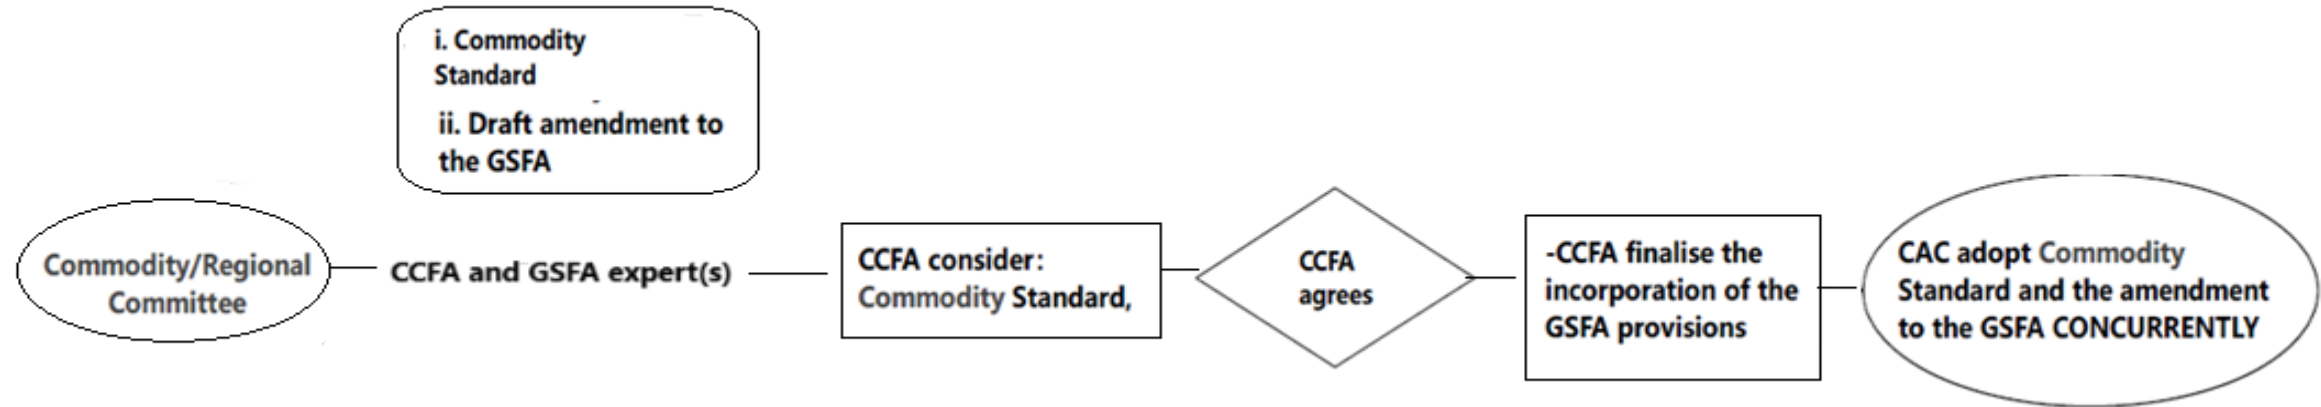 i. Commodity
Standard
ii. Draft amendment to
the GSFA
Commodity/Regional
Committee
CCFA and GSFA expert(s)
CCFA consider:
Commodity Standard,
CCFA
agrees
-CCFA finalise the
incorporation of the
GSFA provisions
CAC adopt Commodity
Standard and the amendment
to the GSFA CONCURRENTLY